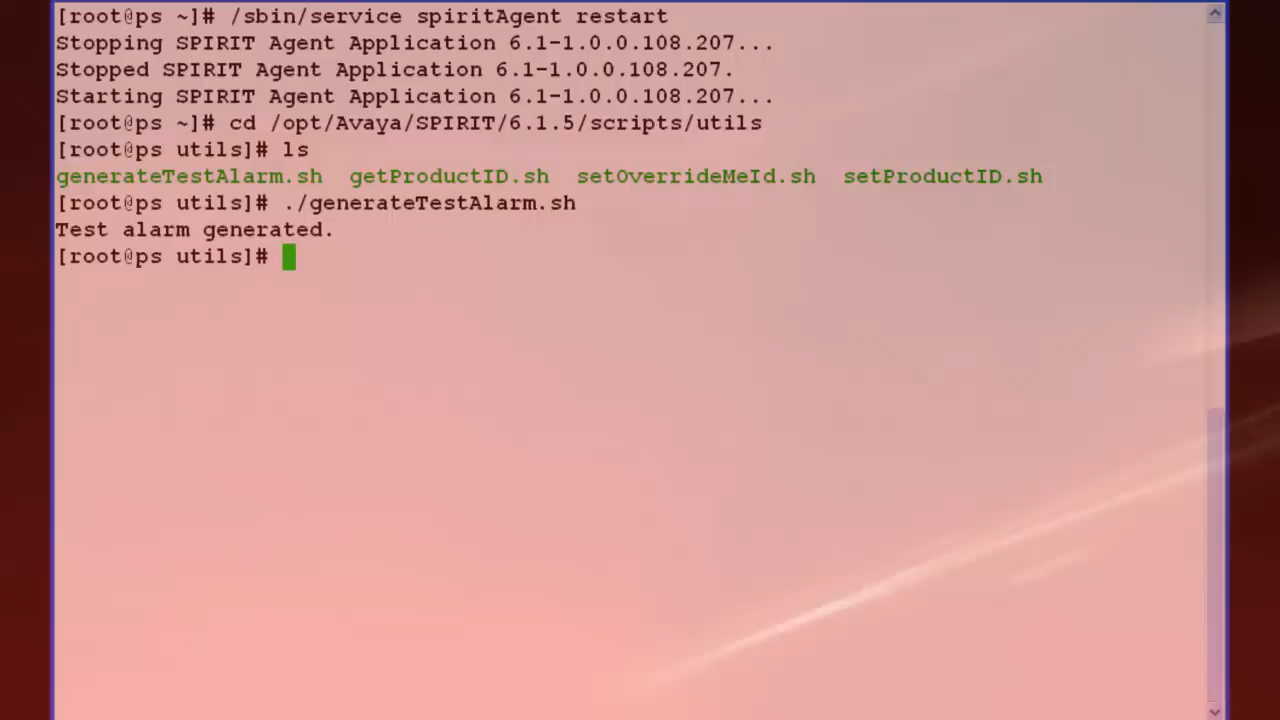 [root@ps ~]# /sbin/service spiritAgent restart
Stopping SPIRIT Agent Application 6.1-1.0.0.108.207...
Stopped SPIRIT Agent Application 6.1-1.0.0.108.207.
Starting SPIRIT Agent Application 6.1-1.0.0.108.207...
[root@ps ~]# cd /opt/Avaya/SPIRIT/6.1.5/scripts/utils
[root@ps utils]# ls
generateTestAlarm.sh  getProductID.sh  setOverrideMeId.sh  setProductID.sh
[root@ps utils]# ./generateTestAlarm.sh
Test alarm generated.
[root@ps utils]#